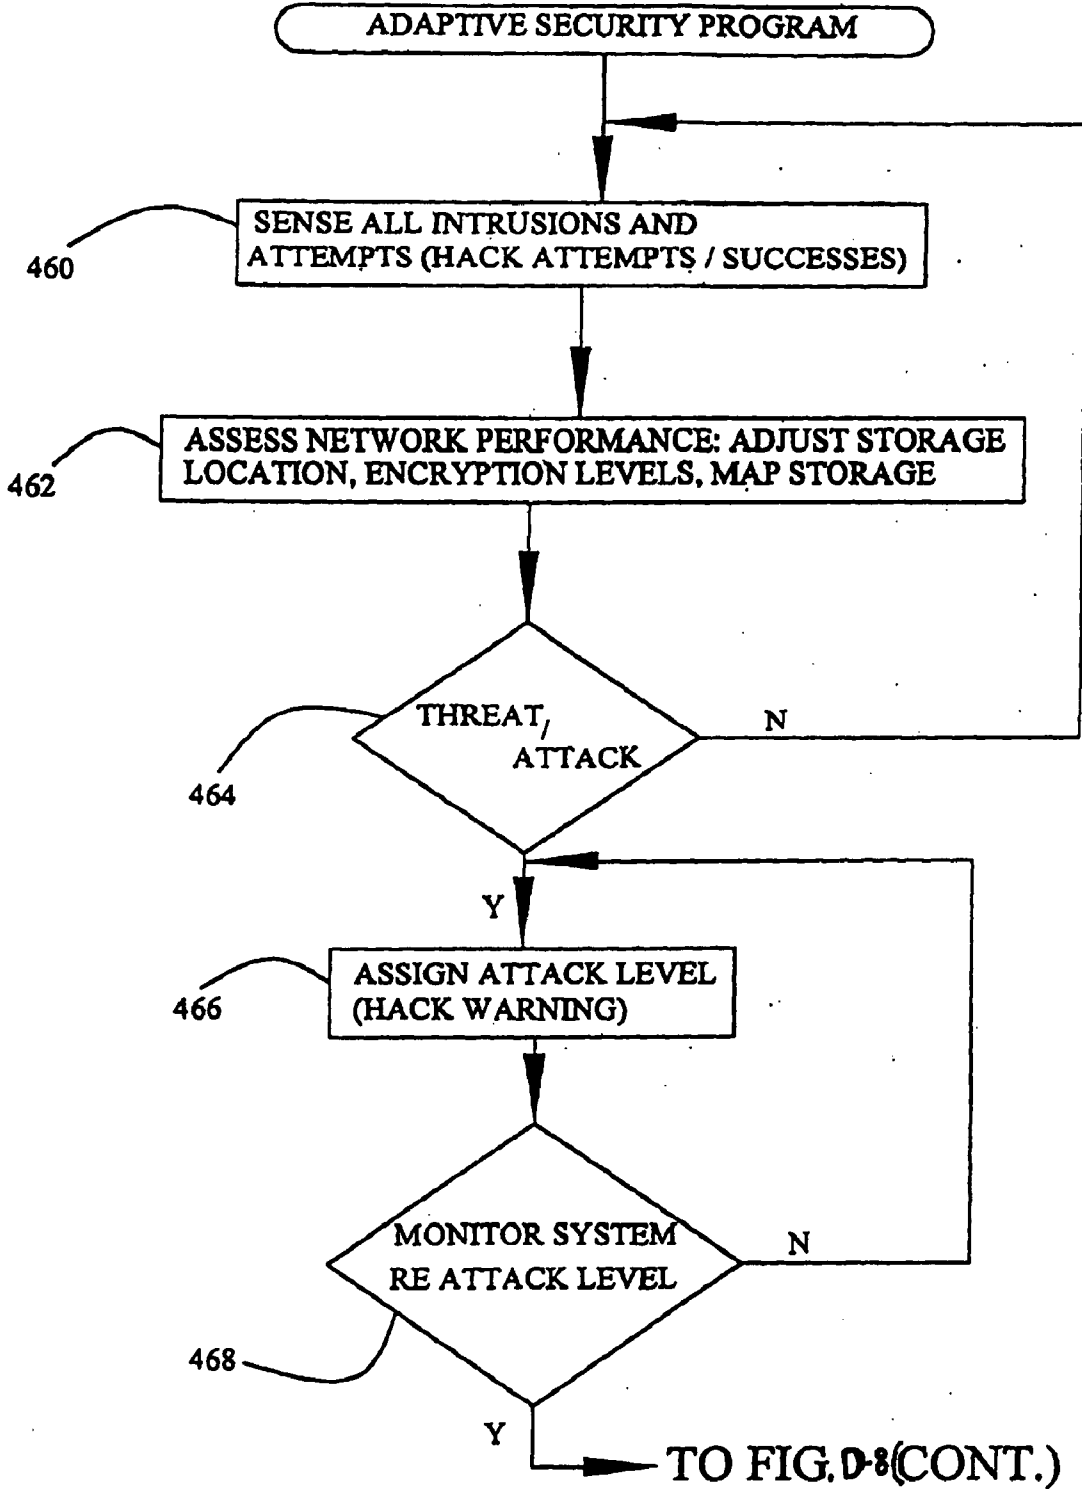 ADAPTIVE SECURITY PROGRAM
SENSE ALL INTRUSIONS AND
ATTEMPTS (HACK ATTEMPTS / SUCCESSES)
460
ASSESS NETWORK PERFORMANCE: ADJUST STORAGE
LOCATION, ENCRYPTION LEVELS, MAP STORAGE
462
THREAT/
ATTACK
N
464
Y
ASSIGN ATTACK LEVEL
(HACK WARNING)
466
MONITOR SYSTEM
RE ATTACK LEVEL
N
468
Y
TO FIG. D-8(CONT.)